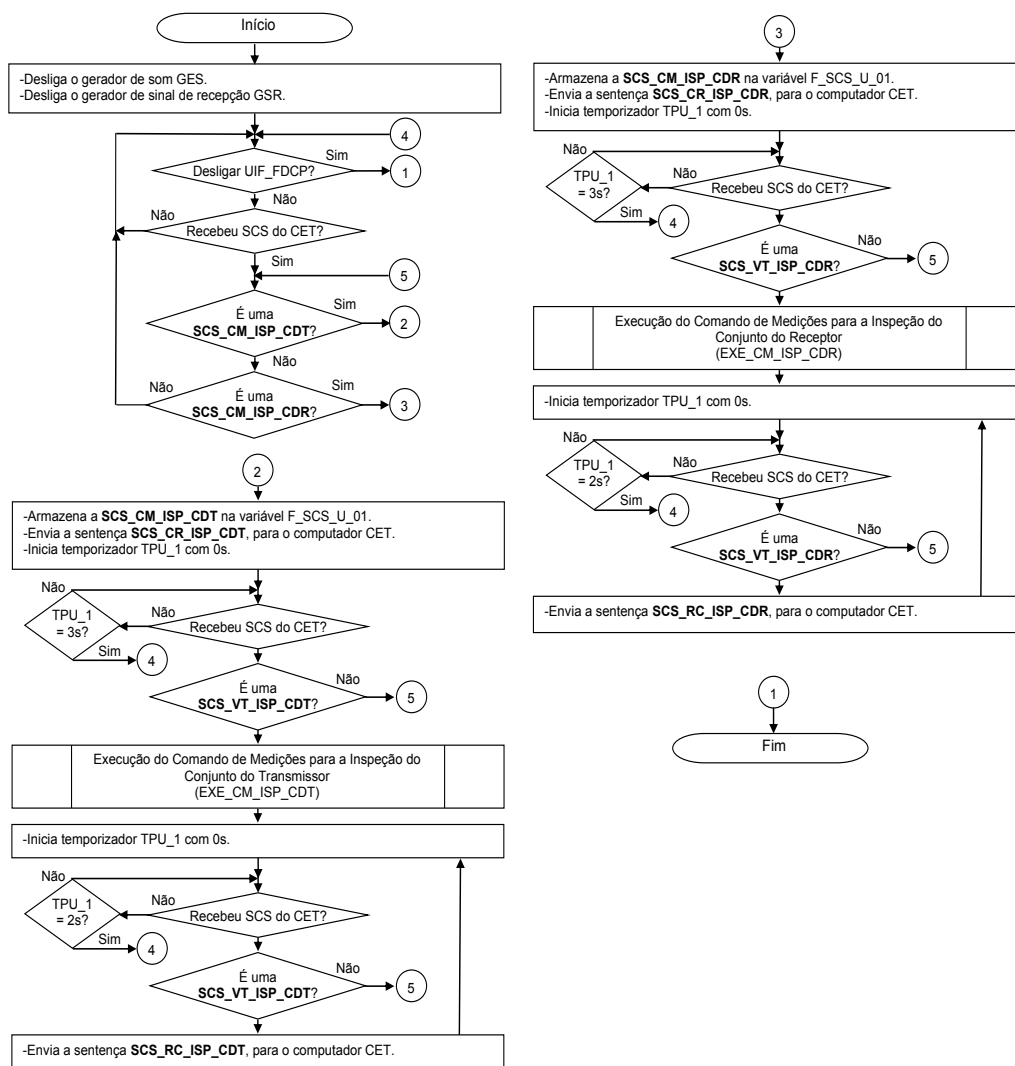 Início
-Desliga o gerador de som GES.
-Desliga o gerador de sinal de recepção GSR.
4
Sim
Desligar UIF_FDCP?
1
Não
Não
Recebeu SCS do CET?
Sim
5
É uma
SCS_CM_ISP_CDT?
Sim
2
Não
Não
É uma
SCS_CM_ISP_CDR?
Sim
3
2
-Armazena a SCS_CM_ISP_CDT na variável F_SCS_U_01.
-Envia a sentença SCS_CR_ISP_CDT, para o computador CET.
-Inicia temporizador TPU_1 com 0s.
Não
TPU_1
= 3s?
Não
Recebeu SCS do CET?
Sim
4
É uma
SCS_VT_ISP_CDT?
Não
5
Execução do Comando de Medições para a Inspeção do
Conjunto do Transmissor
(EXE_CM_ISP_CDT)
-Inicia temporizador TPU_1 com 0s.
Não
TPU_1
= 2s?
Não
Recebeu SCS do CET?
Sim
4
É uma
SCS_VT_ISP_CDT?
Não
5
-Envia a sentença SCS_RC_ISP_CDT, para o computador CET.
3
-Armazena a SCS_CM_ISP_CDR na variável F_SCS_U_01.
-Envia a sentença SCS_CR_ISP_CDR, para o computador CET.
-Inicia temporizador TPU_1 com 0s.
Não
TPU_1
= 3s?
Não
Recebeu SCS do CET?
Sim
4
É uma
SCS_VT_ISP_CDR?
Não
5
Execução do Comando de Medições para a Inspeção do
Conjunto do Receptor
(EXE_CM_ISP_CDR)
-Inicia temporizador TPU_1 com 0s.
Não
TPU_1
= 2s?
Não
Recebeu SCS do CET?
Sim
4
É uma
SCS_VT_ISP_CDR?
Não
5
-Envia a sentença SCS_RC_ISP_CDR, para o computador CET.
1
Fim